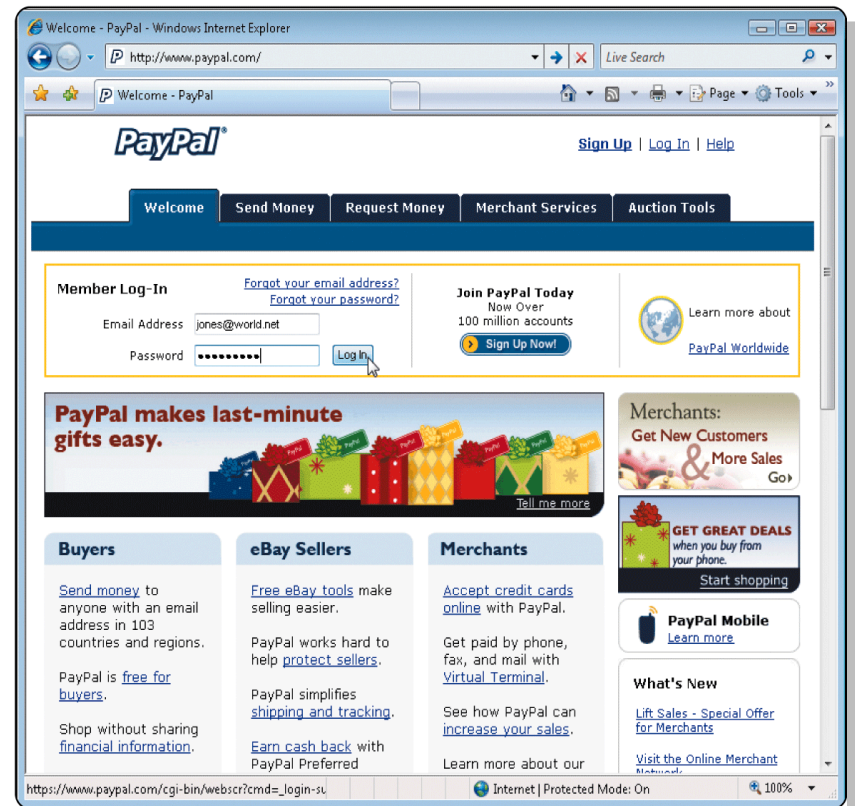 Welcome - PayPal - Windows Internet Explorer
http://www.paypal.com/
Live Search
Welcome - PayPal
Page
Tools
PayPal®
Sign Up | Log In | Help
Welcome
Send Money
Request Money
Merchant Services
Auction Tools
Member Log-In
Forgot your email address?
Forgot your password?
Email Address
jones@world.net
Password
•••••••••
Log In
Join PayPal Today
Now Over
100 million accounts
Sign Up Now!
Learn more about
PayPal Worldwide
PayPal makes last-minute
gifts easy.
PayPal
PayPal
PayPal
PayPal
PayPal
PayPal
PayPal
Tell me more
Merchants:
Get New Customers
& More Sales
Go
GET GREAT DEALS
when you buy from
your phone.
Start shopping
Buyers
Send money to
anyone with an email
address in 103
countries and regions.
PayPal is free for
buyers.
Shop without sharing
financial information.
eBay Sellers
Free eBay tools make
selling easier.
PayPal works hard to
help protect sellers.
PayPal simplifies
shipping and tracking.
Earn cash back with
PayPal Preferred
Merchants
Accept credit cards
online with PayPal.
Get paid by phone,
fax, and mail with
Virtual Terminal.
See how PayPal can
increase your sales.
Learn more about our
PayPal Mobile
Learn more
What's New
Lift Sales - Special Offer
for Merchants
Visit the Online Merchant
Network
https://www.paypal.com/cgi-bin/webscr?cmd=_login-su
Internet | Protected Mode: On
100%